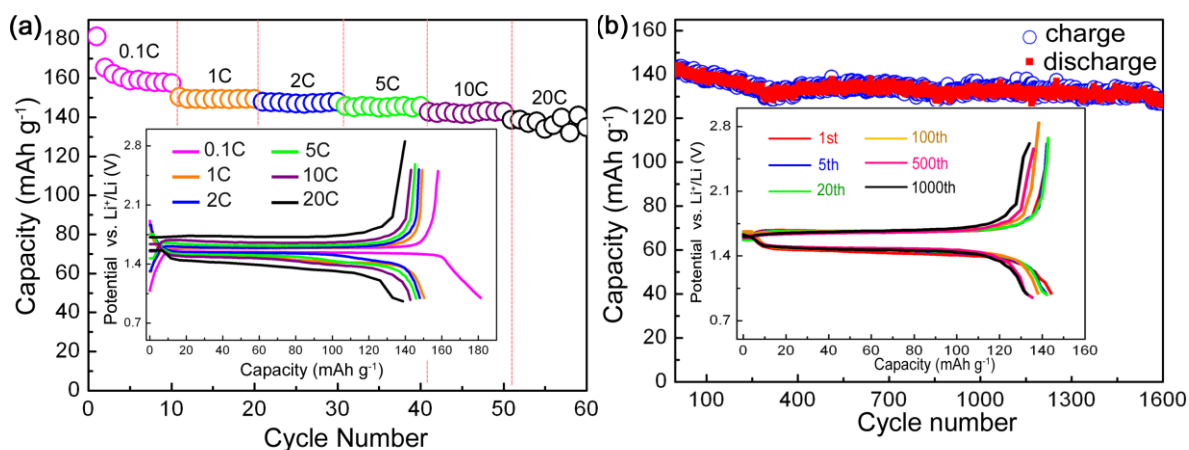 (a)
180
160
140
120
100
80
60
40
20
0
Capacity (mAh g⁻¹)
0.1C
1C
2C
5C
10C
20C
2.8
2.1
1.4
0.7
Potential vs. Li⁺/Li (V)
0.1C 5C
1C 10C
2C 20C
0 20 40 60 80 100 120 140 160 180
Capacity (mAh g⁻¹)
0 10 20 30 40 50 60
Cycle Number
(b)
160
140
120
100
80
60
40
20
0
Capacity (mAh g⁻¹)
charge
discharge
2.8
2.1
1.4
0.7
Potential vs. Li⁺/Li (V)
1st 100th
5th 500th
20th 1000th
0 20 40 60 80 100 120 140 160
Capacity (mAh g⁻¹)
100 400 700 1000 1300 1600
Cycle number